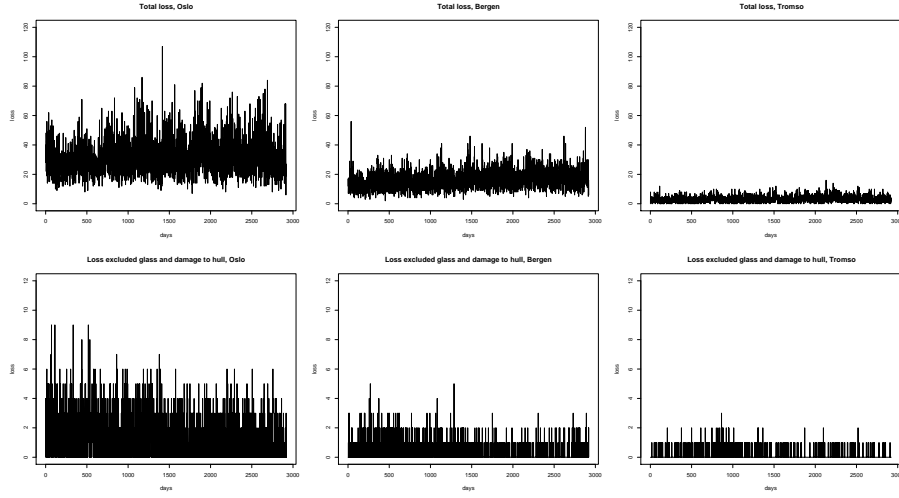 Total loss, Oslo
Total loss, Bergen
Total loss, Tromso
loss
0 20 40 60 80 100 120
0 500 1000 1500 2000 2500 3000
days
loss
0 20 40 60 80 100 120
0 500 1000 1500 2000 2500 3000
days
loss
0 20 40 60 80 100 120
0 500 1000 1500 2000 2500 3000
days
Loss excluded glass and damage to hull, Oslo
Loss excluded glass and damage to hull, Bergen
Loss excluded glass and damage to hull, Tromso
loss
0 2 4 6 8 10 12
0 500 1000 1500 2000 2500 3000
days
loss
0 2 4 6 8 10 12
0 500 1000 1500 2000 2500 3000
days
loss
0 2 4 6 8 10 12
0 500 1000 1500 2000 2500 3000
days